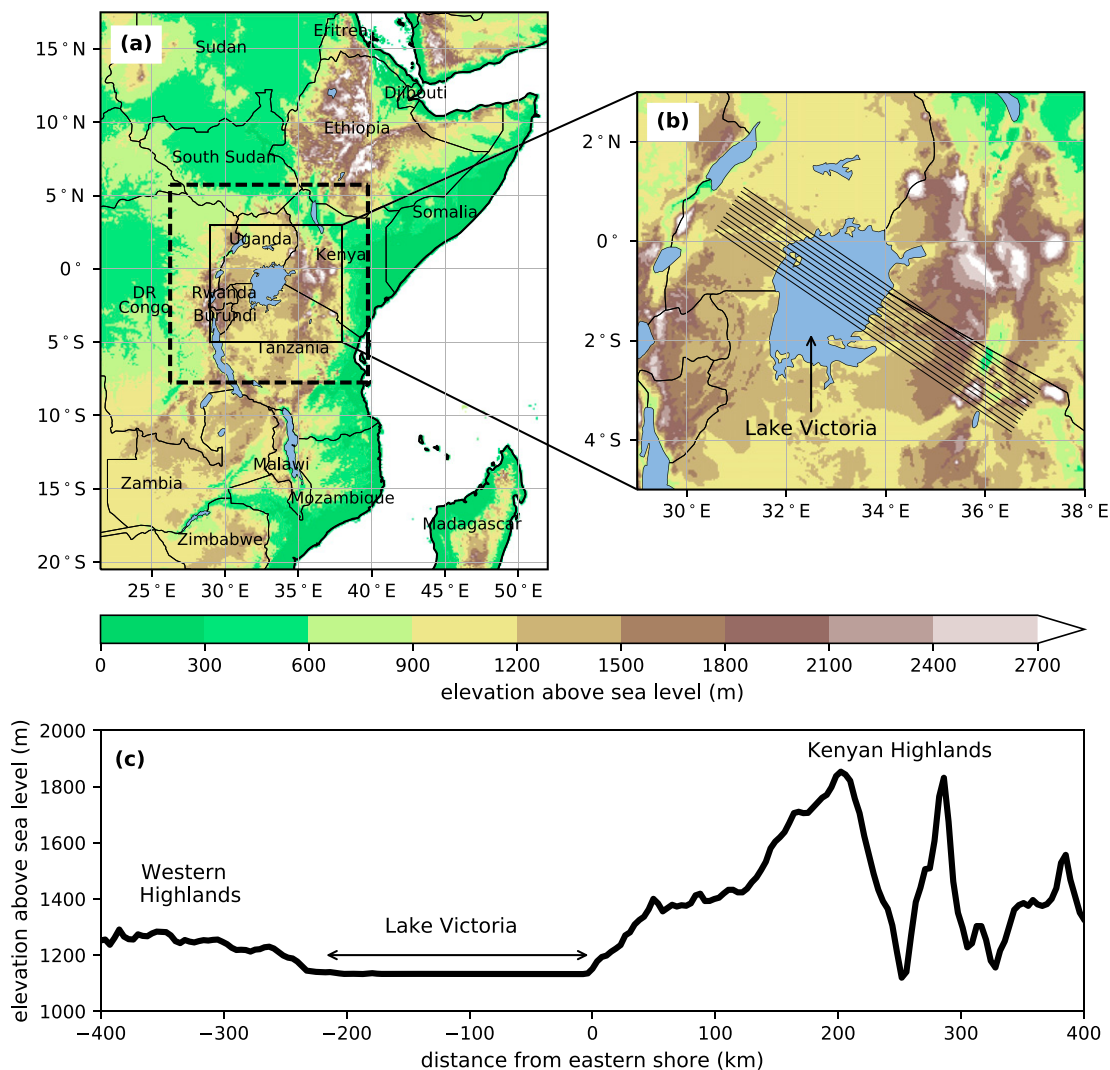 (a)
Sudan
Eritrea
Djibouti
Ethiopia
South Sudan
Somalia
Uganda
Kenya
DR
Congo
Rwanda
Burundi
Tanzania
Malawi
Zambia
Mozambique
Zimbabwe
Madagascar
15°N
10°N
5°N
0°
5°S
10°S
15°S
20°S
25°E
30°E
35°E
40°E
45°E
50°E
(b)
2°N
0°
2°S
4°S
Lake Victoria
30°E
32°E
34°E
36°E
38°E
0
300
600
900
1200
1500
1800
2100
2400
2700
elevation above sea level (m)
(c)
Kenyan Highlands
Western
Highlands
Lake Victoria
elevation above sea level (m)
2000
1800
1600
1400
1200
1000
−400
−300
−200
−100
0
100
200
300
400
distance from eastern shore (km)